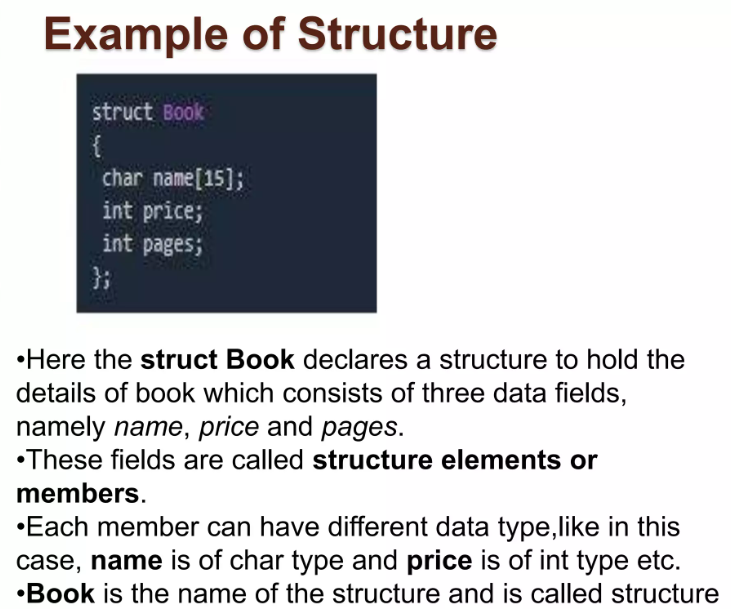 Example of Structure
struct Book
{
char name[15];
int price;
int pages;
};
•Here the struct Book declares a structure to hold the
details of book which consists of three data fields,
namely name, price and pages.
•These fields are called structure elements or
members.
•Each member can have different data type,like in this
case, name is of char type and price is of int type etc.
•Book is the name of the structure and is called structure